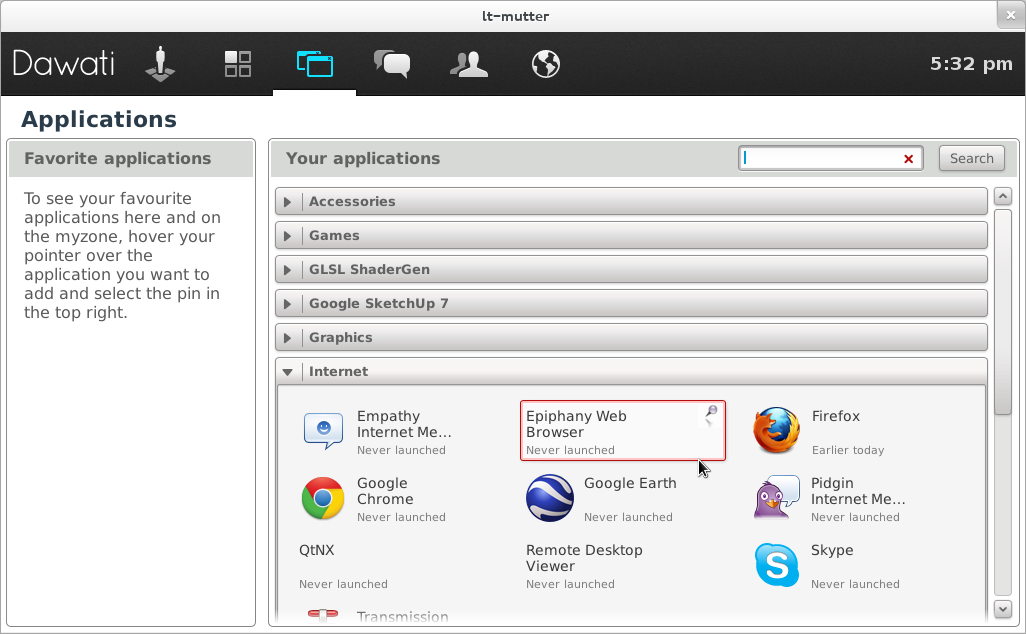 lt-mutter
Dawati
5:32 pm
Applications
Favorite applications
To see your favourite
applications here and on
the myzone, hover your
pointer over the
application you want to
add and select the pin in
the top right.
Your applications
Search
Accessories
Games
GLSL ShaderGen
Google SketchUp 7
Graphics
Internet
Empathy
Internet Me...
Never launched
Epiphany Web
Browser
Never launched
Firefox
Earlier today
Google
Chrome
Never launched
Google Earth
Never launched
Pidgin
Internet Me...
Never launched
QtNX
Never launched
Remote Desktop
Viewer
Never launched
Skype
Never launched
Transmission